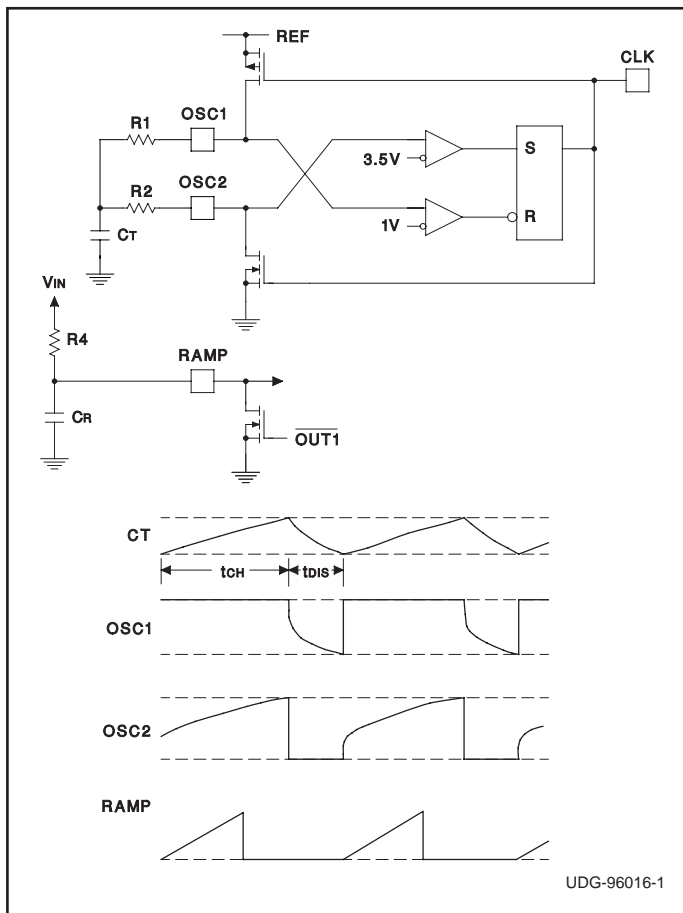 REF
CLK
OSC1
R1
3.5V
S
OSC2
R2
1V
R
CT
VIN
R4
RAMP
CR
OUT1
CT
tCH
tDIS
OSC1
OSC2
RAMP
UDG-96016-1